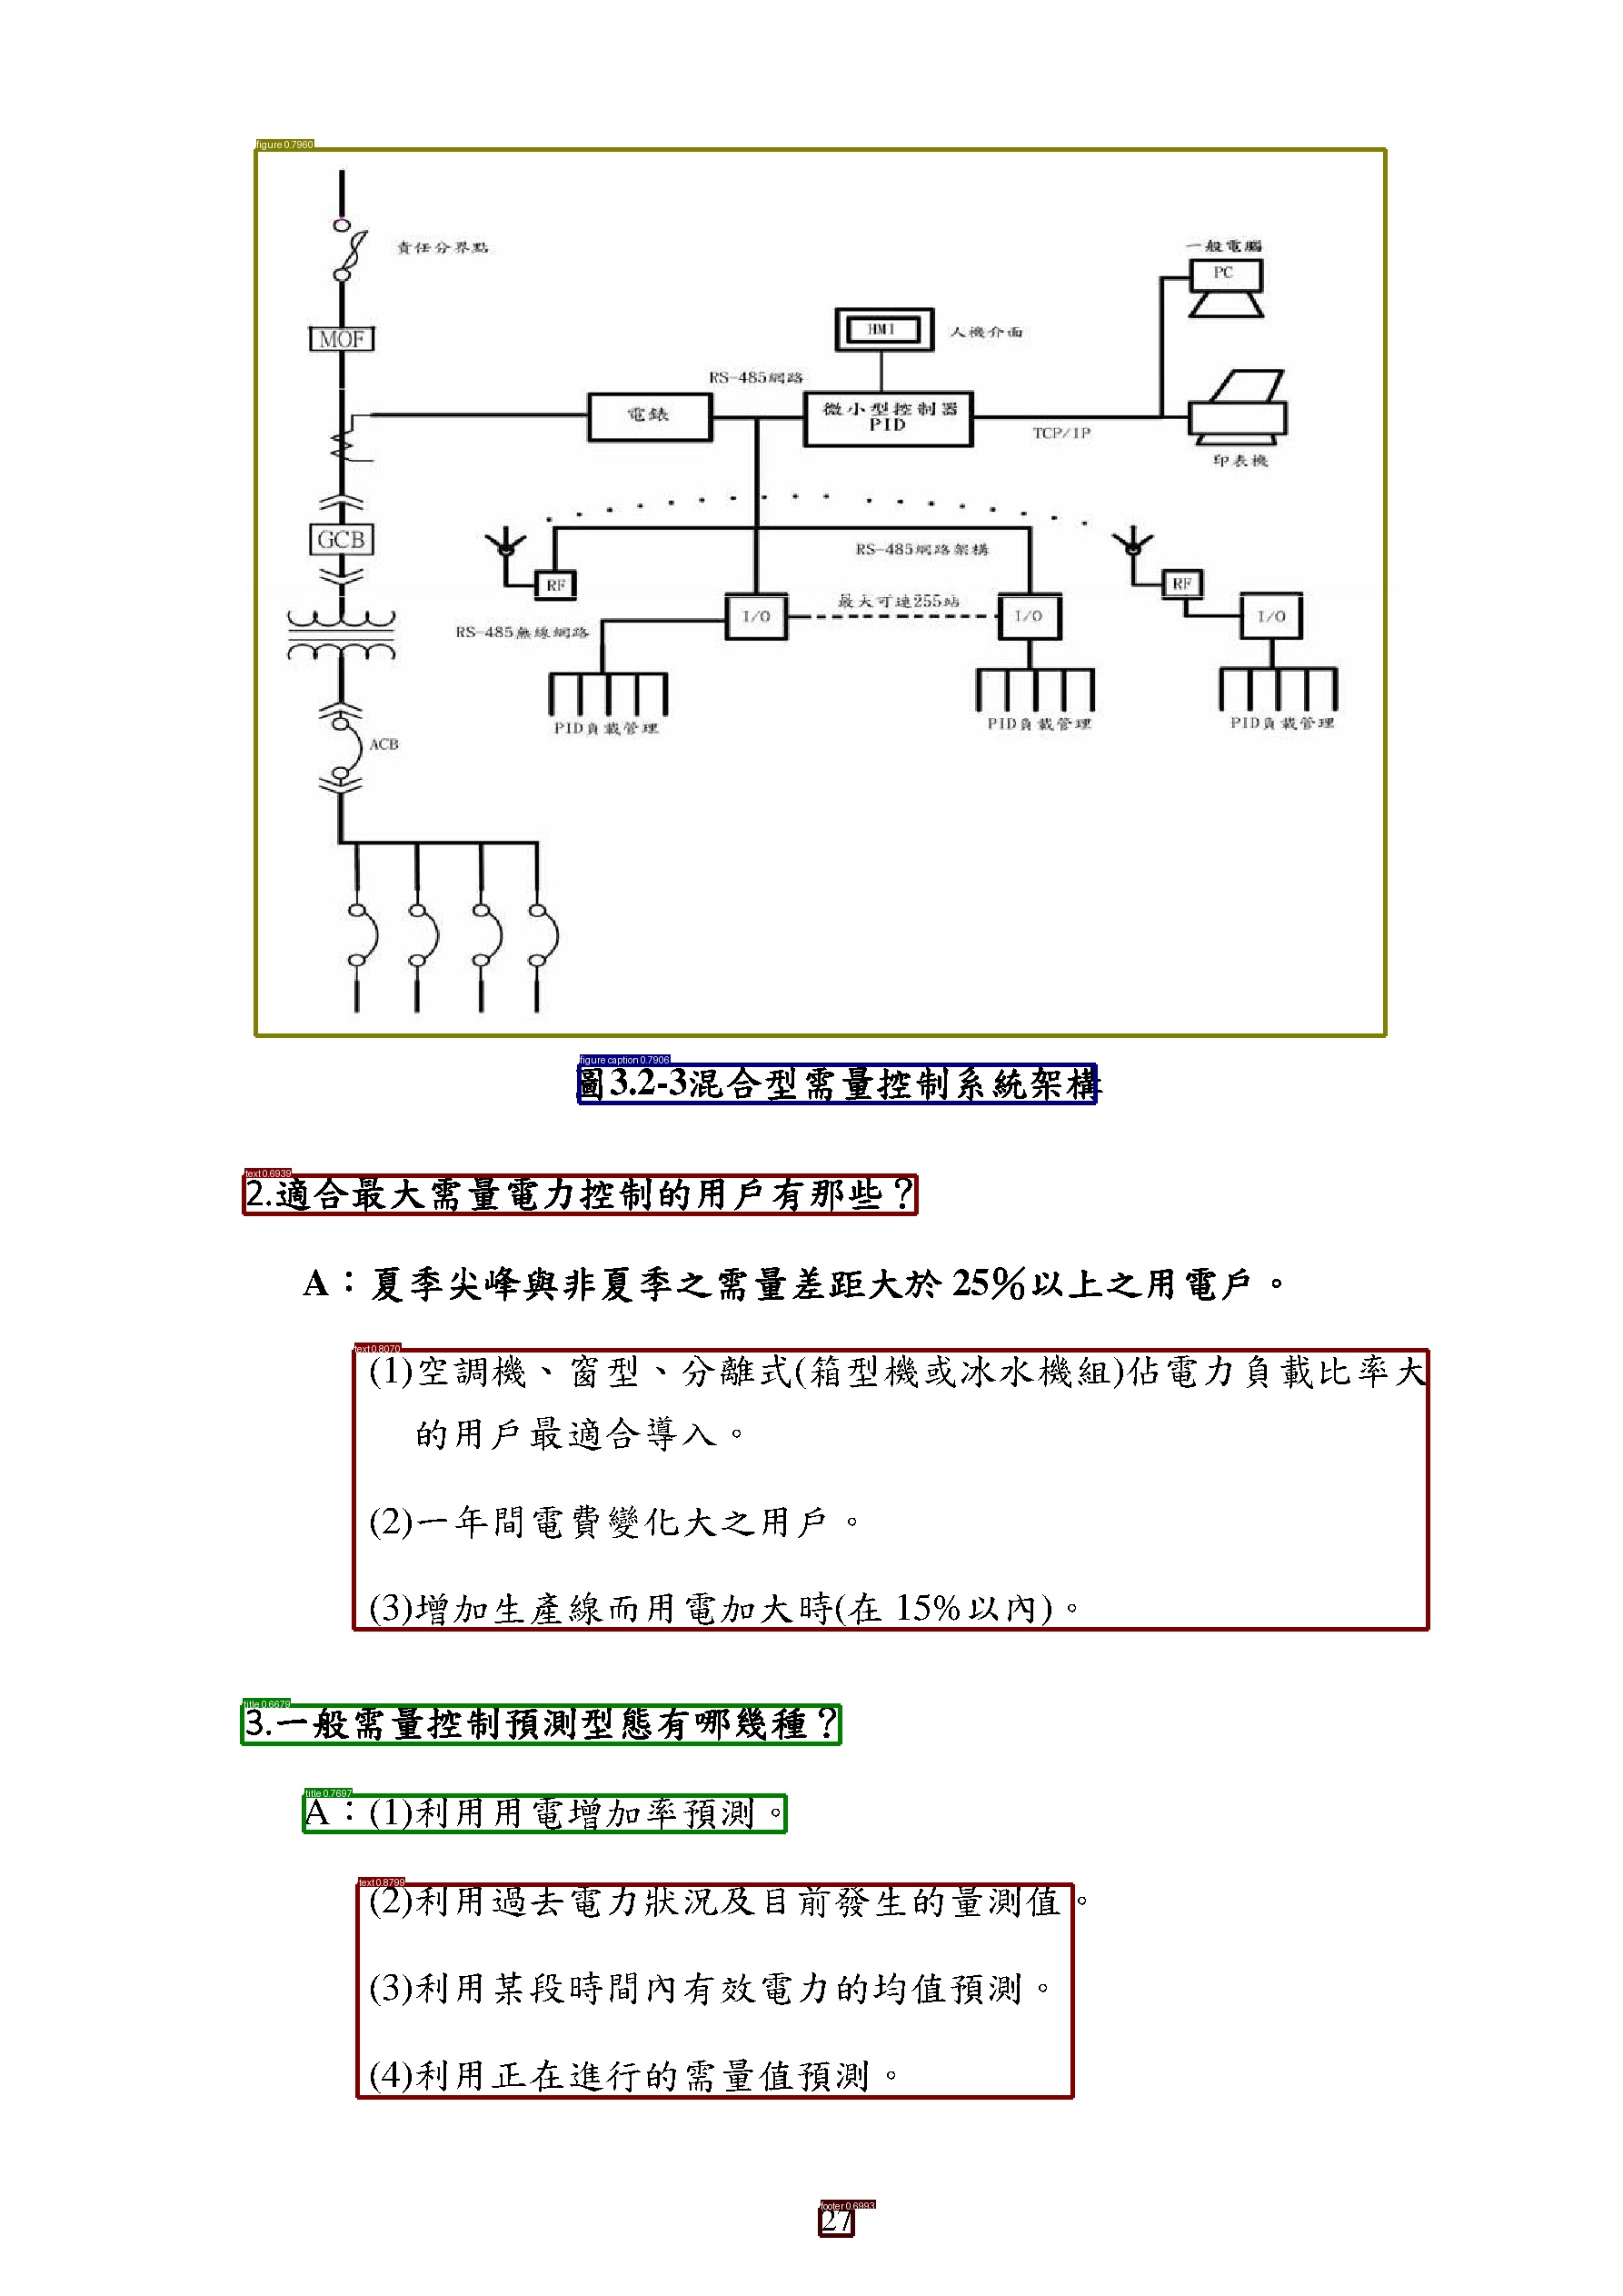 figure 0.7960
責任分界點
一般電腦
PC
HMI
人機介面
MOF
RS-485網路
電錶
微小型控制器
PID
TCP/IP
印表機
GCB
RS-485網路架構
RF
RF
最大可達255站
I/O
I/O
I/O
RS-485無線網路
PID負載管理
PID負載管理
PID負載管理
ACB
figure caption 0.7906
圖3.2-3混合型需量控制系統架構
text 0.6939
2.適合最大需量電力控制的用戶有那些？
A：夏季尖峰與非夏季之需量差距大於 25%以上之用電戶。
text 0.8070
(1)空調機、窗型、分離式(箱型機或冰水機組)佔電力負載比率大
的用戶最適合導入。
(2)一年間電費變化大之用戶。
(3)增加生產線而用電加大時(在 15%以內)。
title 0.6679
3.一般需量控制預測型態有哪幾種？
title 0.7697
A：(1)利用用電增加率預測。
text 0.8799
(2)利用過去電力狀況及目前發生的量測值。
(3)利用某段時間內有效電力的均值預測。
(4)利用正在進行的需量值預測。
footer 0.6993
27